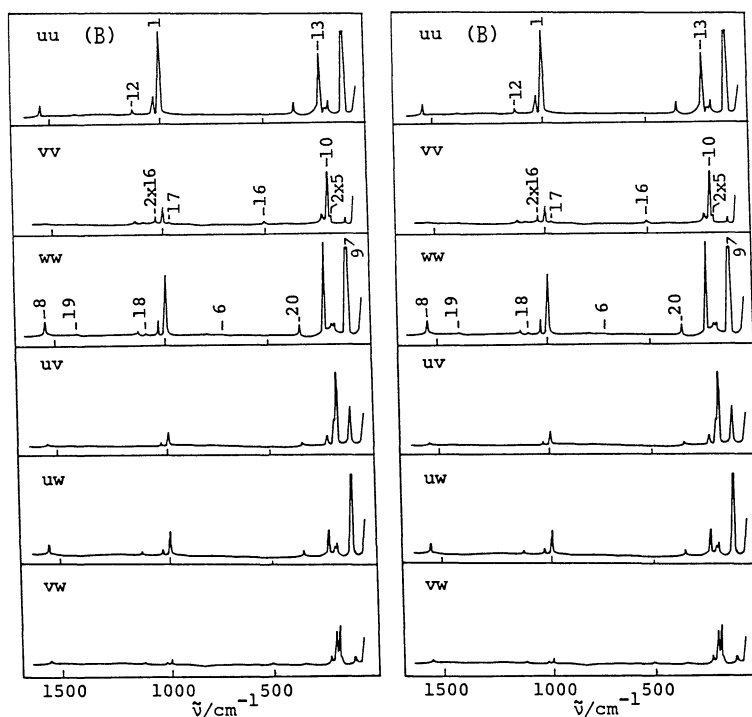 uu (B) 1 -12 -13
vv 2x16 17 16 -10 2x5
ww 8 19 18 6 20 9 7
uv
uw
vw
1500 1000 500
ν̃/cm⁻¹
uu (B) 1 -12 -13
vv 2x16 17 16 -10 2x5
ww 8 19 18 6 20 9 7
uv
uw
vw
1500 1000 500
ν̃/cm⁻¹